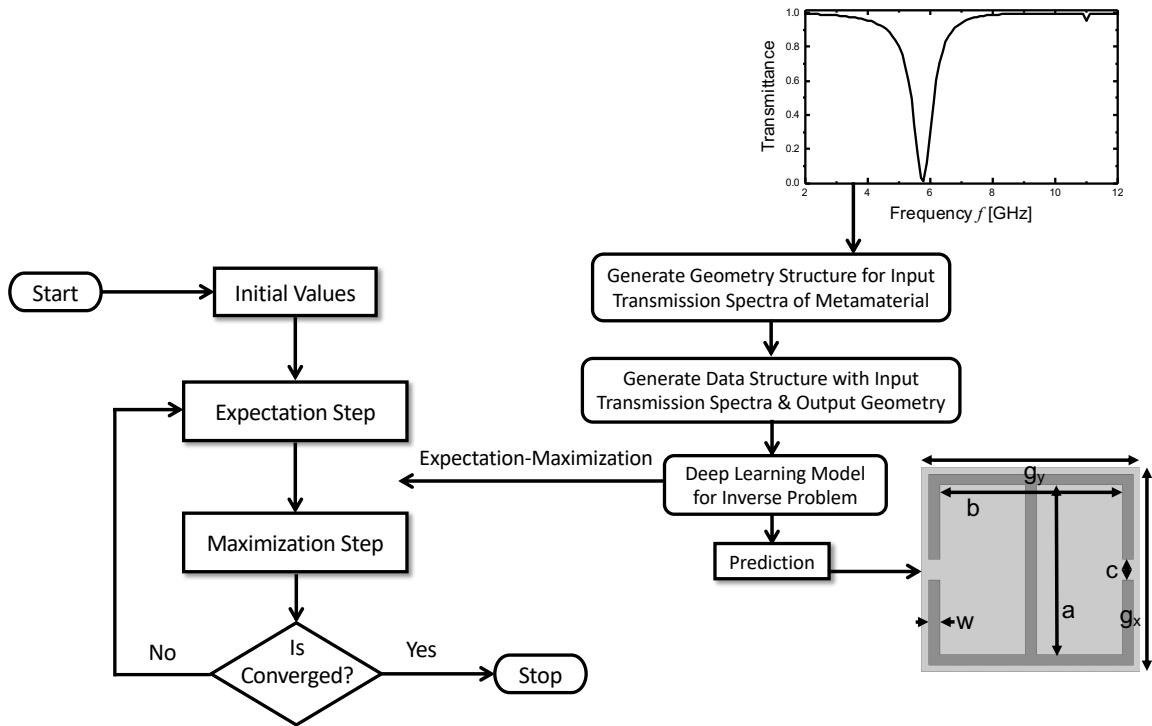 1.0
0.8
0.6
0.4
0.2
0.0
Transmittance
2 4 6 8 10 12
Frequency f [GHz]
Start
Initial Values
Expectation Step
Maximization Step
Is
Converged?
No
Yes
Stop
Generate Geometry Structure for Input
Transmission Spectra of Metamaterial
Generate Data Structure with Input
Transmission Spectra & Output Geometry
Expectation-Maximization
Deep Learning Model
for Inverse Problem
Prediction
gy
b
c
a
gx
w